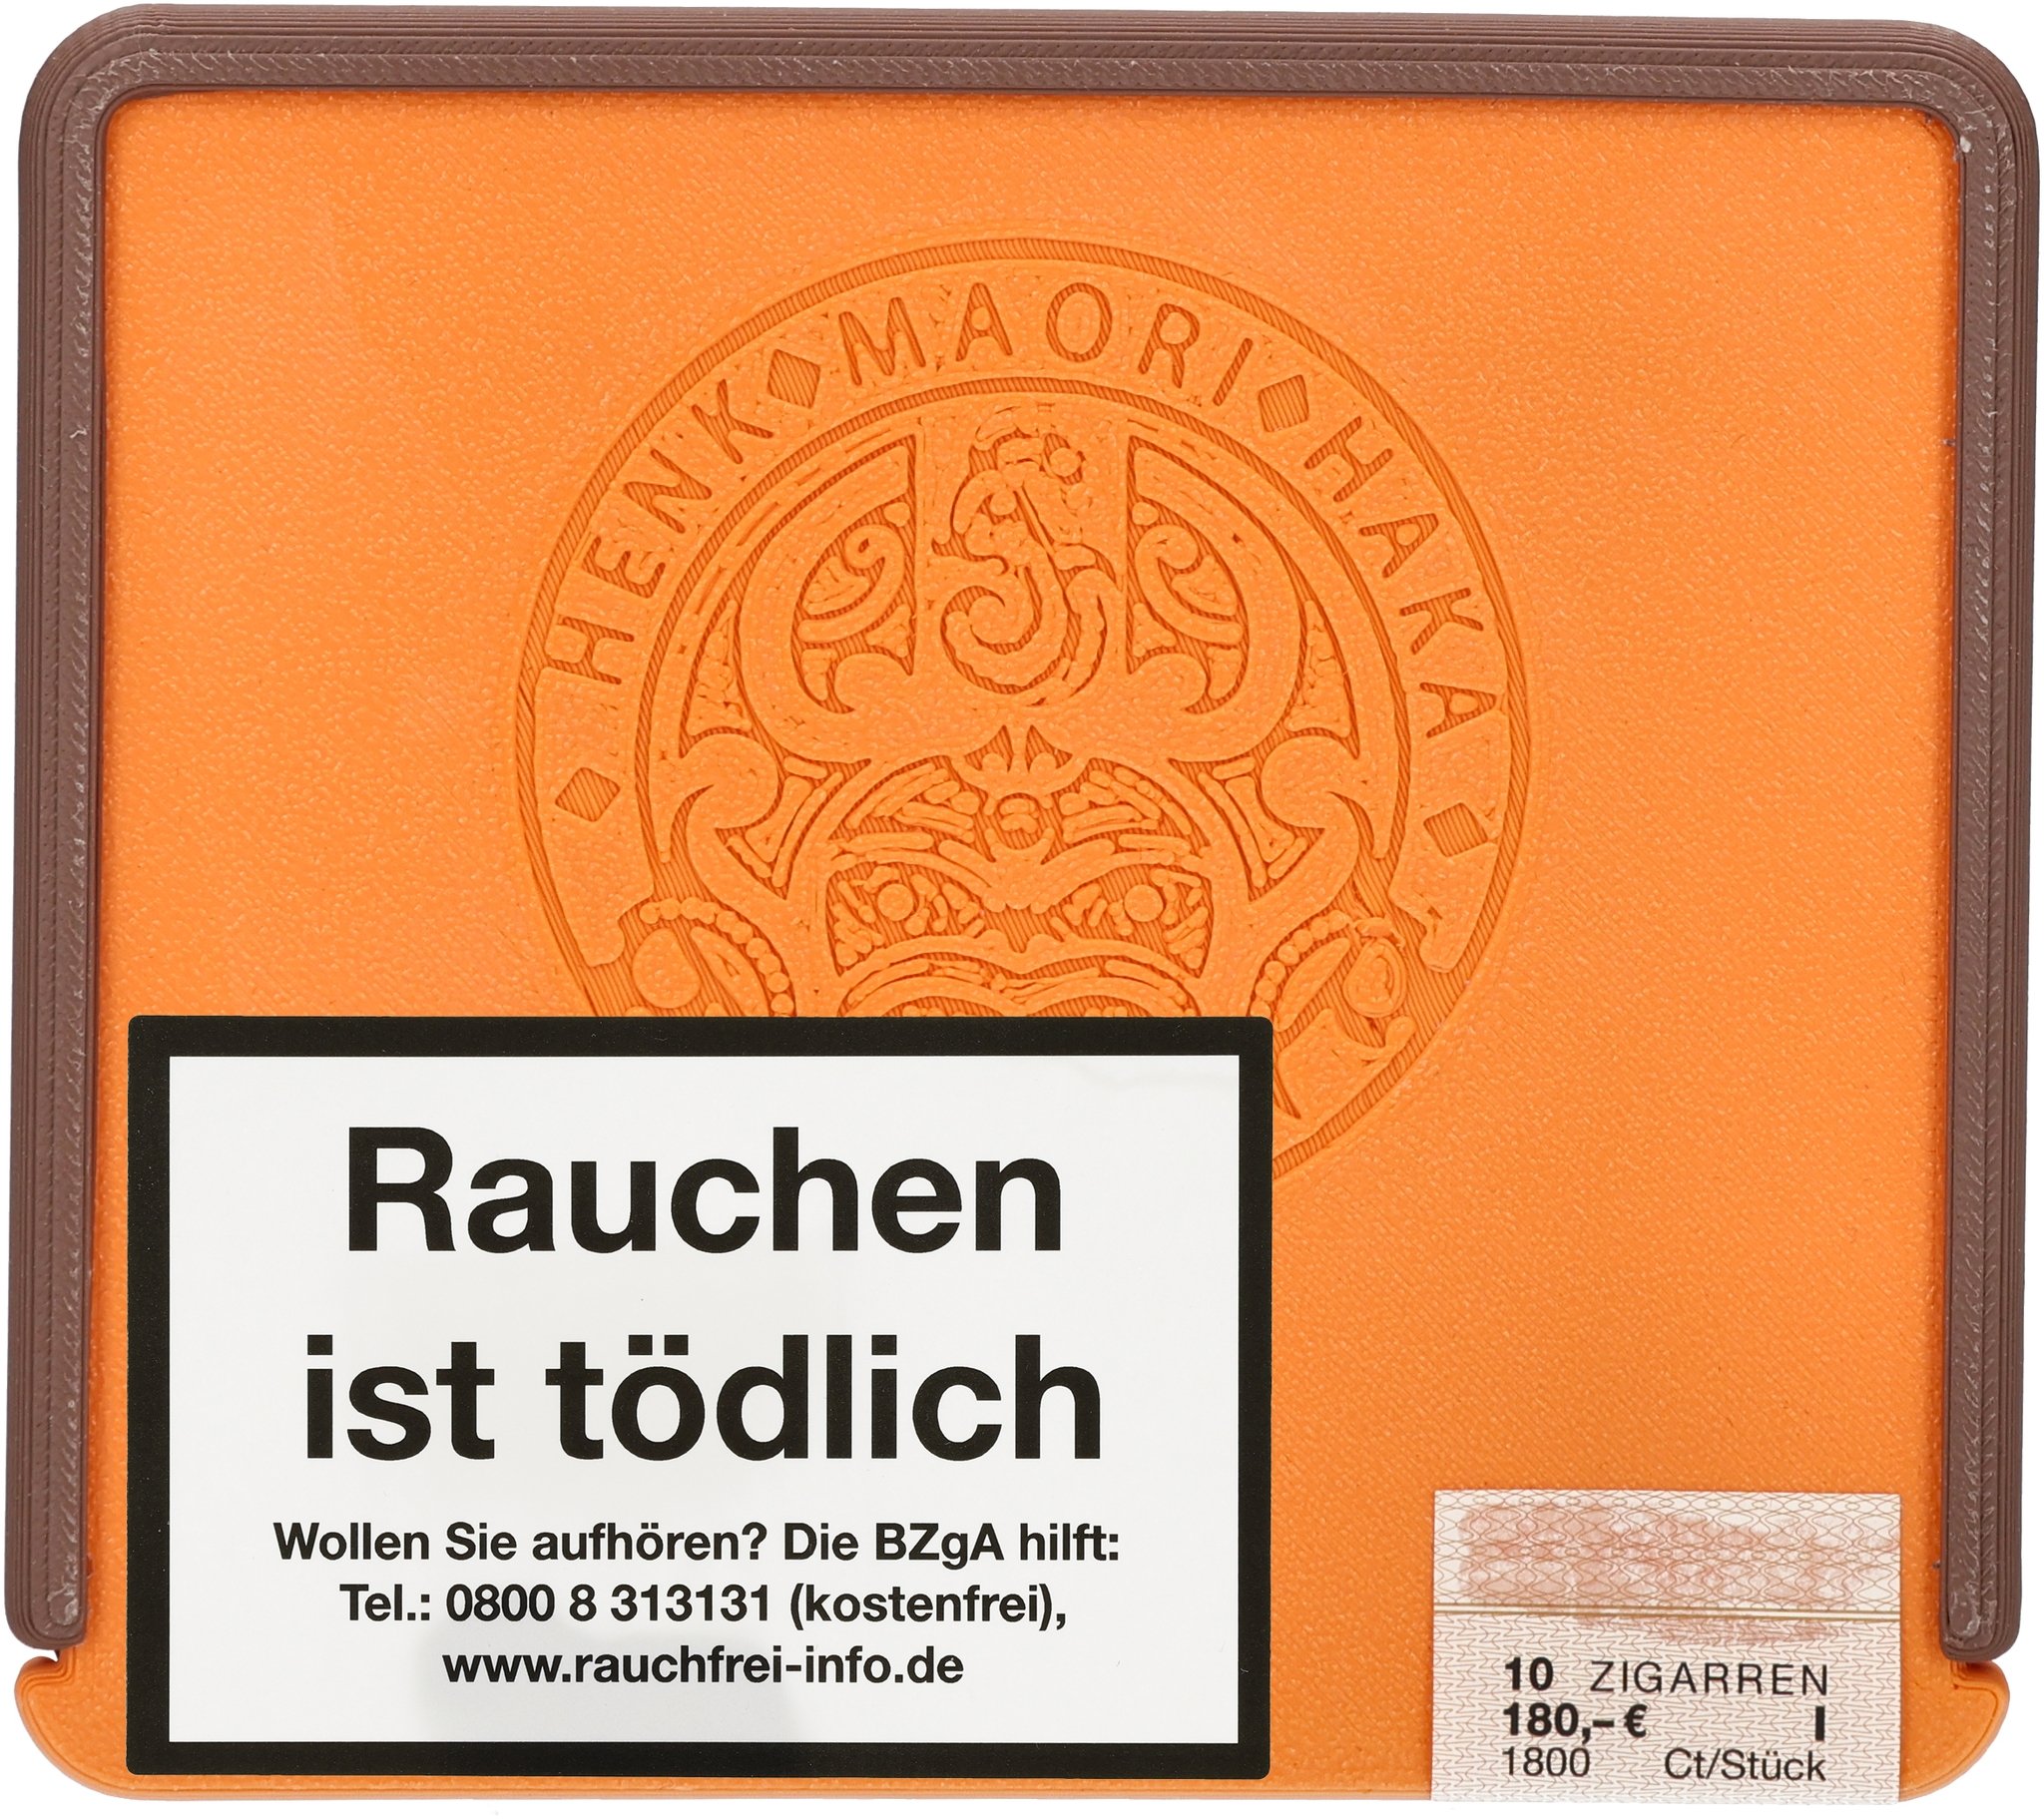 HENK ◆ MAORI ◆ HAKA
Rauchen
ist tödlich
Wollen Sie aufhören? Die BZgA hilft:
Tel.: 0800 8 313131 (kostenfrei),
www.rauchfrei-info.de
10 ZIGARREN
180,– € I
1800 Ct/Stück